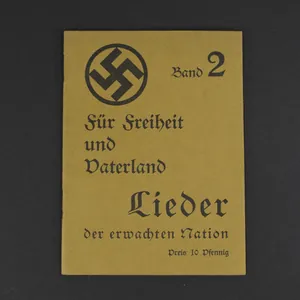 Band 2
Für Freiheit
und
Vaterland
Lieder
der erwachten Nation
Preis 10 Pfennig